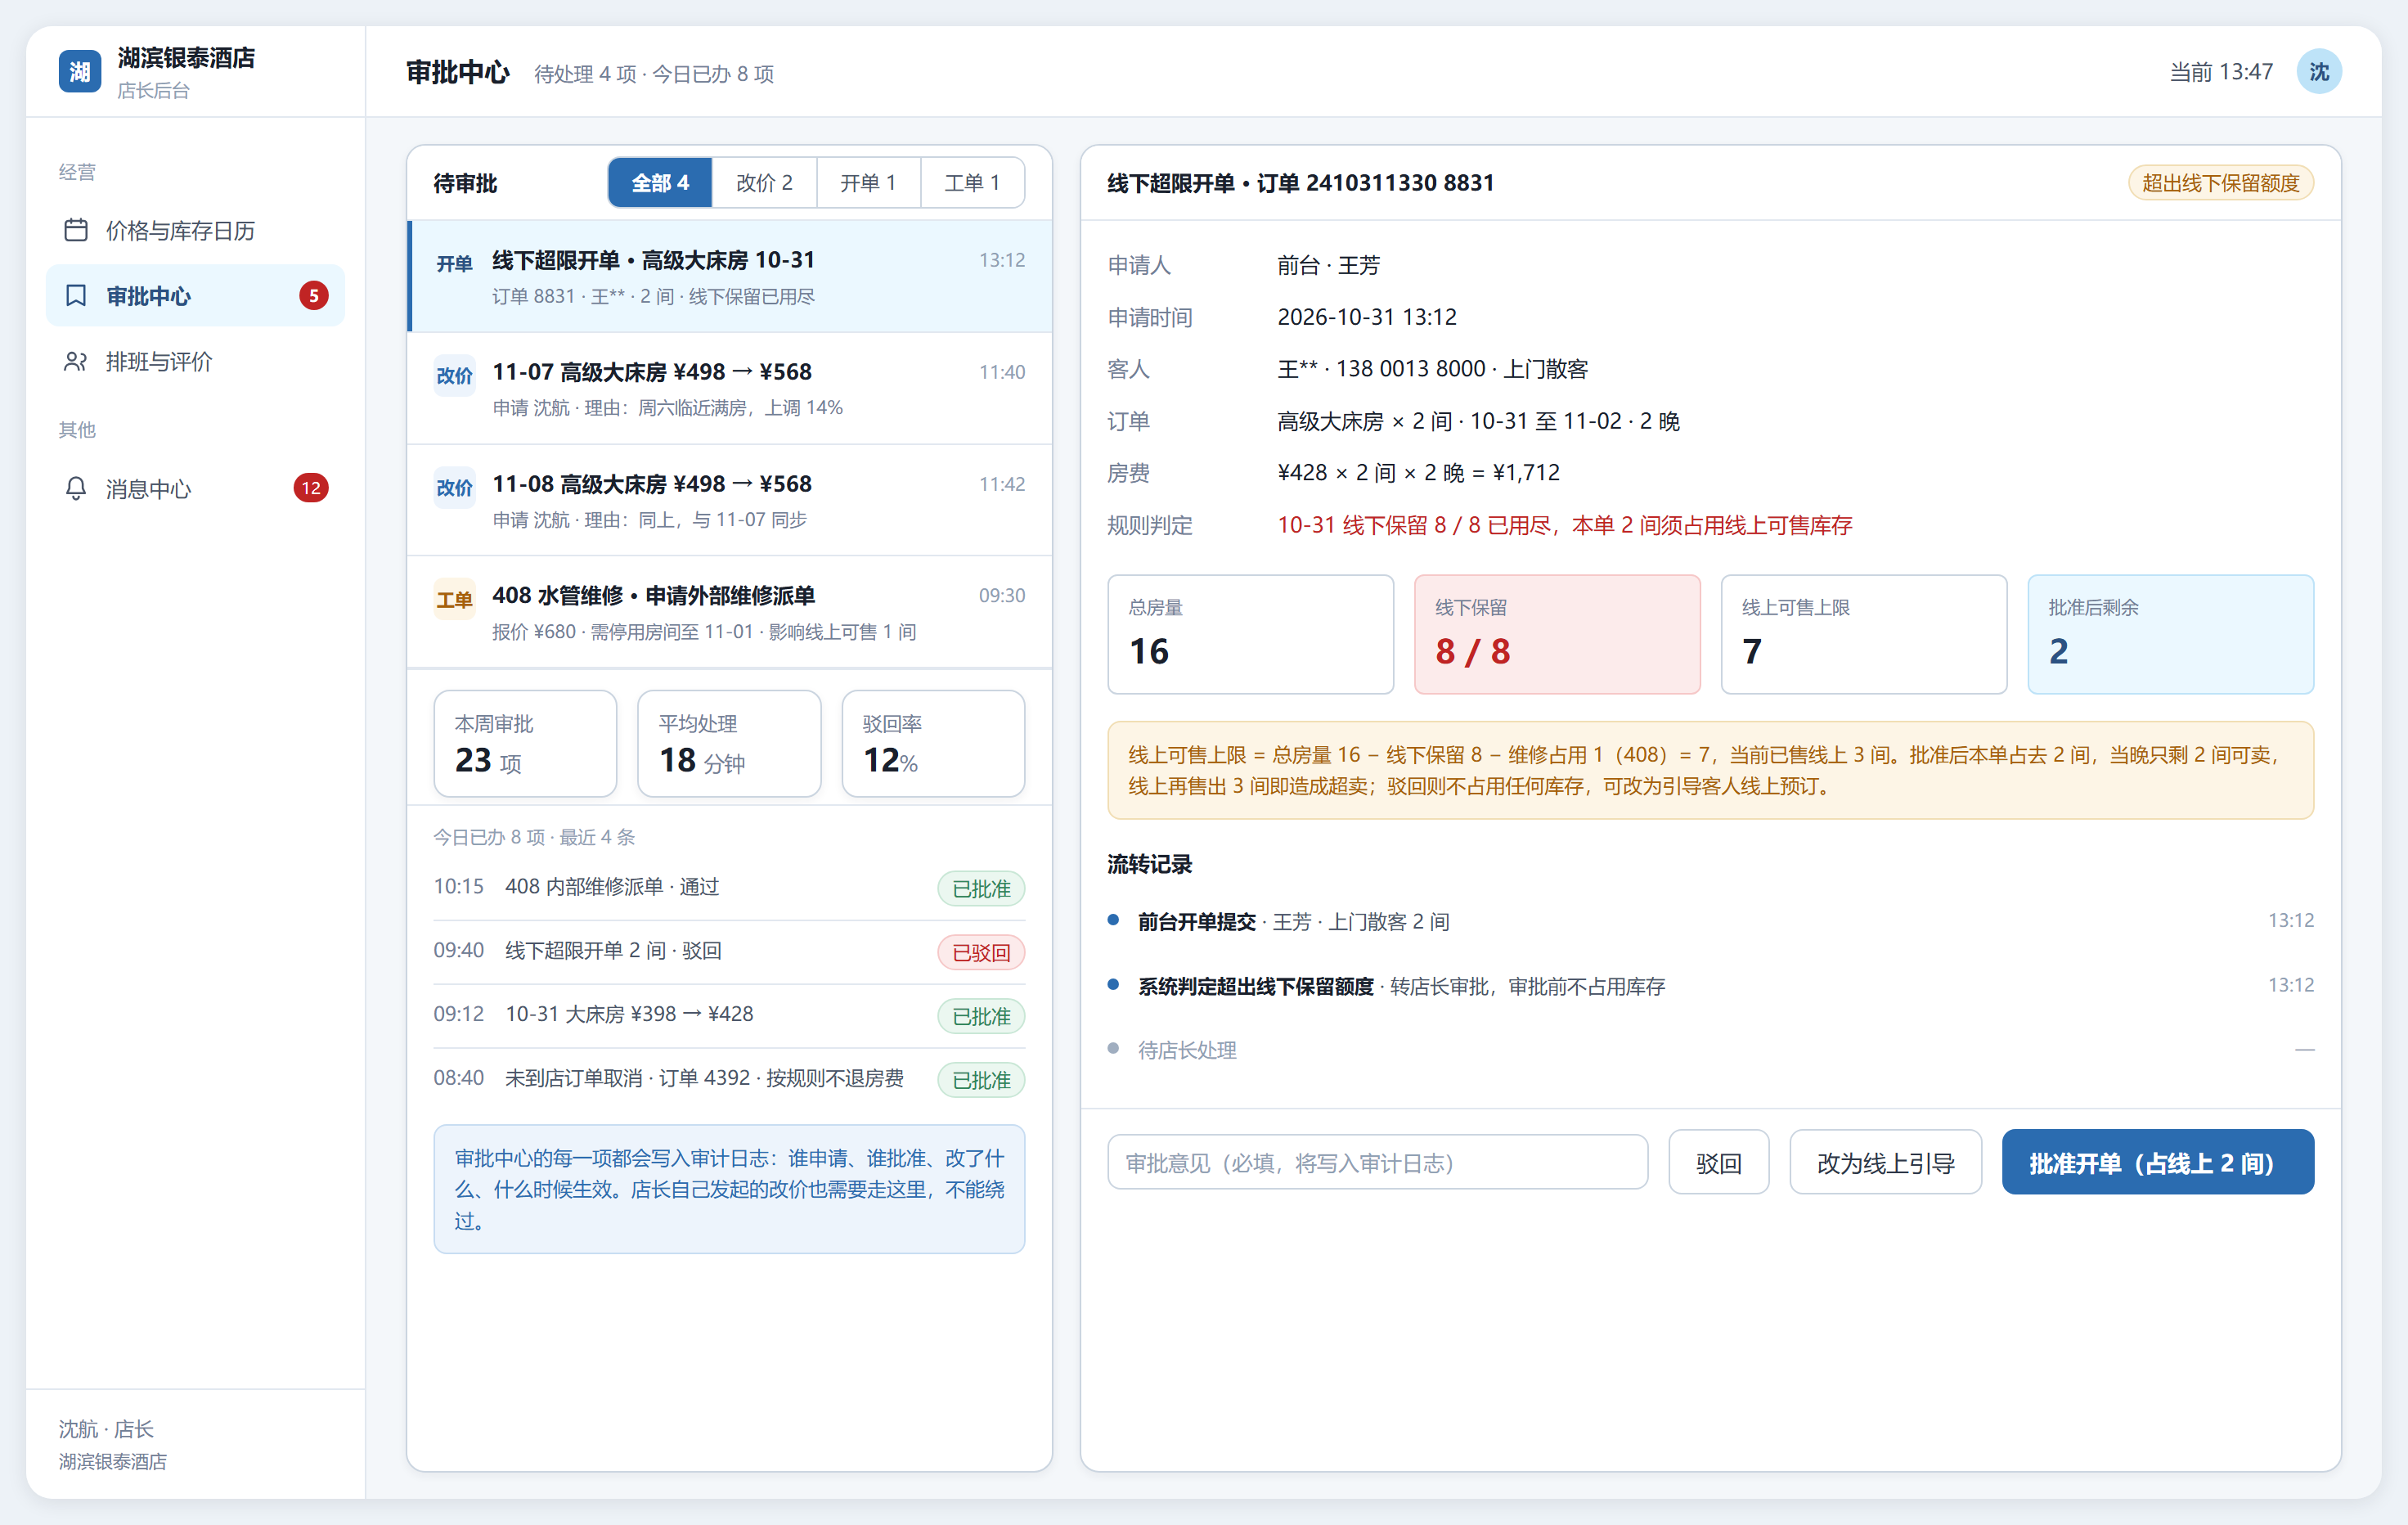 湖
湖滨银泰酒店
店长后台
经营
价格与库存日历
审批中心
5
排班与评价
其他
消息中心
12
沈航 · 店长
湖滨银泰酒店
审批中心
待处理 4 项 · 今日已办 8 项
当前 13:47
沈
待审批
全部 4
改价 2
开单 1
工单 1
开单
线下超限开单 • 高级大床房 10-31
13:12
订单 8831 · 王** · 2 间 · 线下保留已用尽
改价
11-07 高级大床房 ¥498 → ¥568
11:40
申请 沈航 · 理由：周六临近满房，上调 14%
改价
11-08 高级大床房 ¥498 → ¥568
11:42
申请 沈航 · 理由：同上，与 11-07 同步
工单
408 水管维修 • 申请外部维修派单
09:30
报价 ¥680 · 需停用房间至 11-01 · 影响线上可售 1 间
本周审批
23 项
平均处理
18 分钟
驳回率
12%
今日已办 8 项 · 最近 4 条
10:15 408 内部维修派单 · 通过 已批准
09:40 线下超限开单 2 间 · 驳回 已驳回
09:12 10-31 大床房 ¥398 → ¥428 已批准
08:40 未到店订单取消 · 订单 4392 · 按规则不退房费 已批准
审批中心的每一项都会写入审计日志：谁申请、谁批准、改了什
么、什么时候生效。店长自己发起的改价也需要走这里，不能绕
过。
线下超限开单 • 订单 2410311330 8831
超出线下保留额度
申请人 前台 · 王芳
申请时间 2026-10-31 13:12
客人 王** · 138 0013 8000 · 上门散客
订单 高级大床房 × 2 间 · 10-31 至 11-02 · 2 晚
房费 ¥428 × 2 间 × 2 晚 = ¥1,712
规则判定 10-31 线下保留 8 / 8 已用尽，本单 2 间须占用线上可售库存
总房量
16
线下保留
8 / 8
线上可售上限
7
批准后剩余
2
线上可售上限 = 总房量 16 − 线下保留 8 − 维修占用 1（408）= 7，当前已售线上 3 间。批准后本单占去 2 间，当晚只剩 2 间可卖，
线上再售出 3 间即造成超卖；驳回则不占用任何库存，可改为引导客人线上预订。
流转记录
前台开单提交 · 王芳 · 上门散客 2 间 13:12
系统判定超出线下保留额度 · 转店长审批，审批前不占用库存 13:12
待店长处理 —
审批意见（必填，将写入审计日志）
驳回
改为线上引导
批准开单（占线上 2 间）